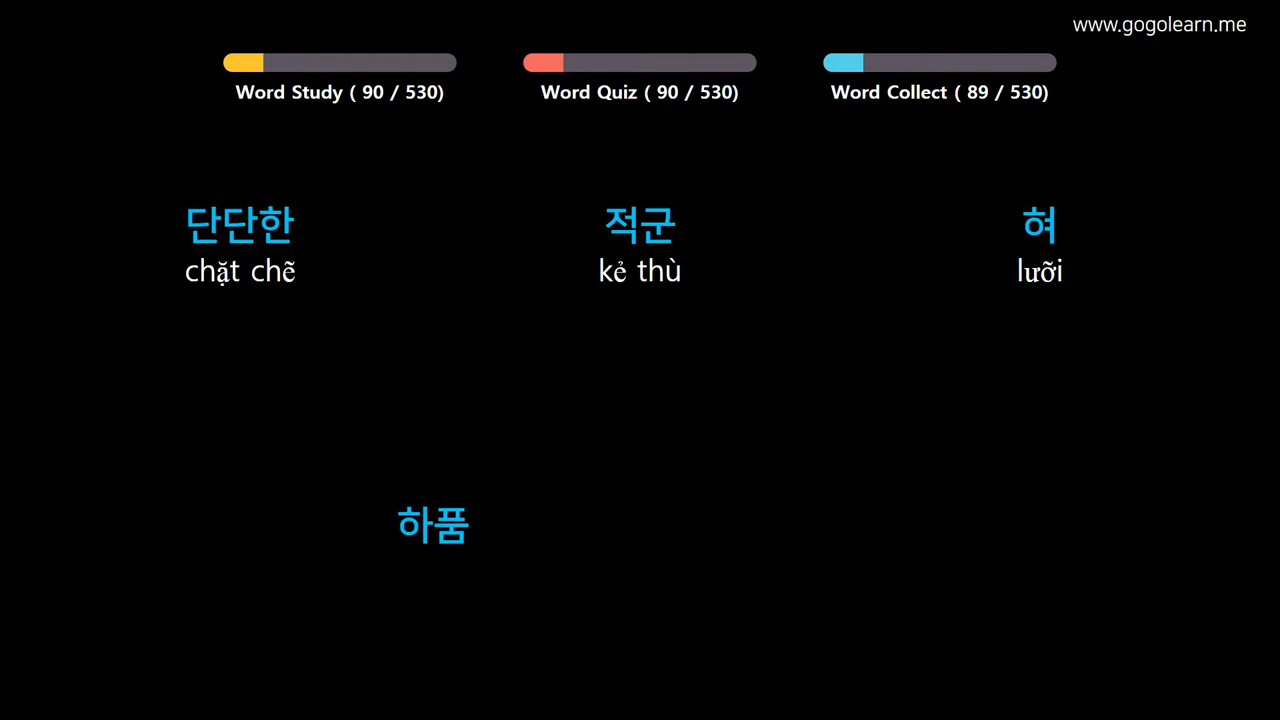 www.gogolearn.me
Word Study ( 90 / 530)
Word Quiz ( 90 / 530)
Word Collect ( 89 / 530)
단단한
chặt chẽ
적군
kẻ thù
혀
lưỡi
하품